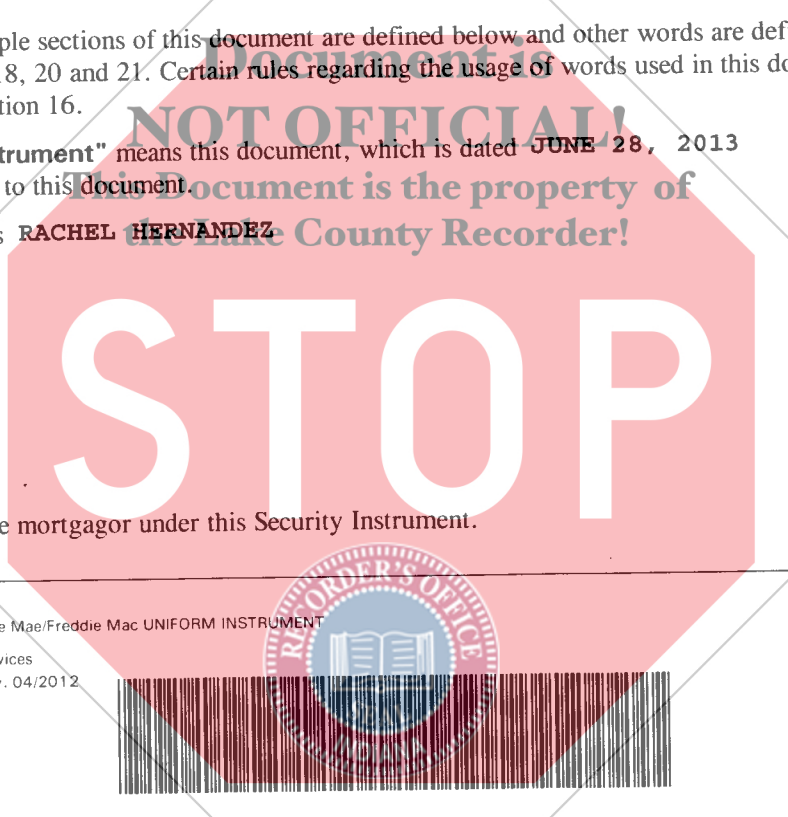 ple sections of this document are defined below and other words are def
18, 20 and 21. Certain rules regarding the usage of words used in this do
tion 16.
trument" means this document, which is dated JUNE 28, 2013
to this document.
s RACHEL HERNANDEZ
Document is
NOT OFFICIAL!
This Document is the property of
the Lake County Recorder!
STOP
e mortgagor under this Security Instrument.
e Mae/Freddie Mac UNIFORM INSTRUMENT
vices
. 04/2012
RECORDER'S OFFICE
SEAL
INDIANA